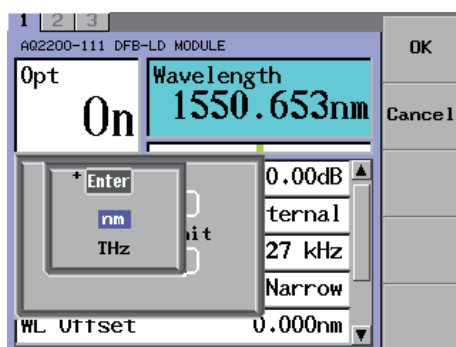 1 2 3
AQ2200-111 DFB-LD MODULE
OK
Opt
On
Wavelength
1550.653nm
Cancel
+ Enter
nm
THz
0.00dB
ternal
27 kHz
Narrow
WL Offset 0.000nm